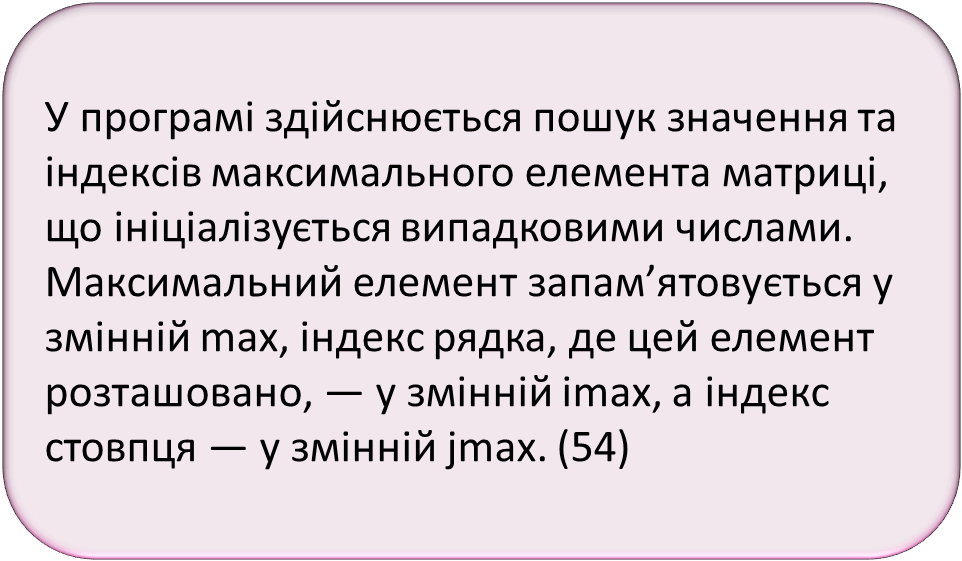 У програмі здійснюється пошук значення та
індексів максимального елемента матриці,
що ініціалізується випадковими числами.
Максимальний елемент запам’ятовується у
змінній max, індекс рядка, де цей елемент
розташовано, — у змінній imax, а індекс
стовпця — у змінній jmax. (54)